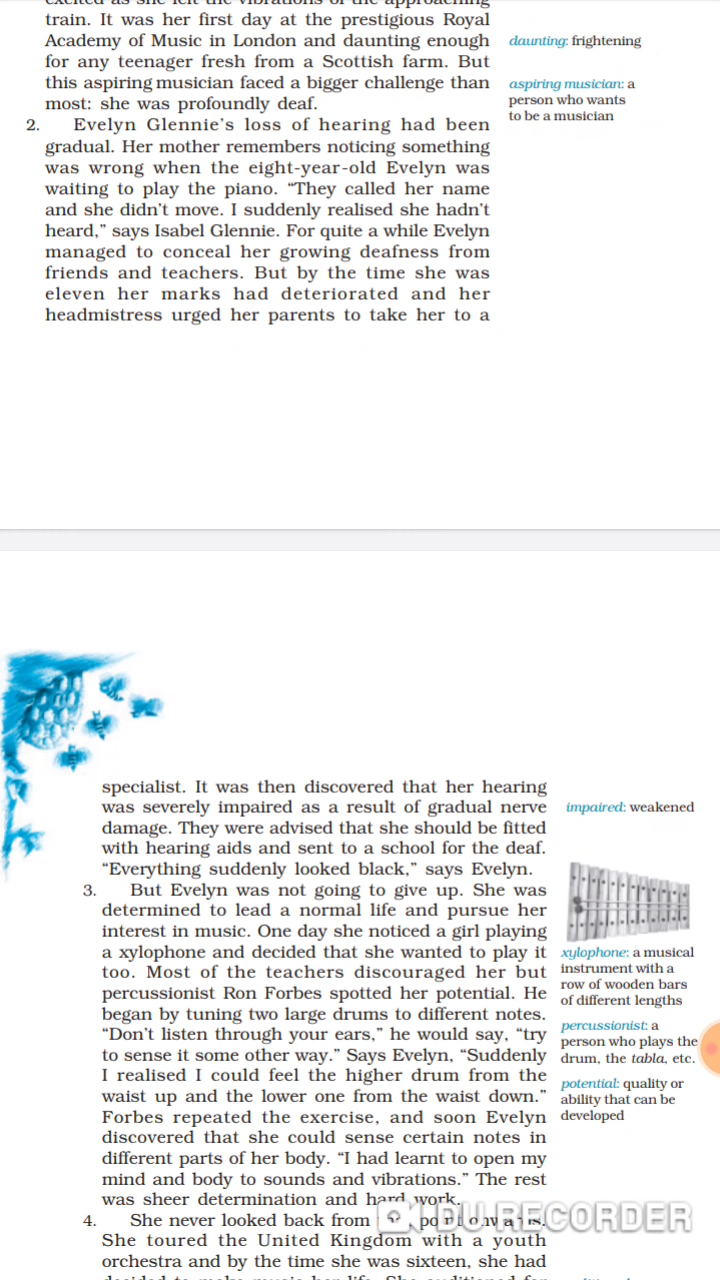 train. It was her first day at the prestigious Royal
Academy of Music in London and daunting enough
for any teenager fresh from a Scottish farm. But
this aspiring musician faced a bigger challenge than
most: she was profoundly deaf.
daunting: frightening
aspiring musician: a
person who wants
to be a musician
2. Evelyn Glennie's loss of hearing had been
gradual. Her mother remembers noticing something
was wrong when the eight-year-old Evelyn was
waiting to play the piano. “They called her name
and she didn't move. I suddenly realised she hadn't
heard,” says Isabel Glennie. For quite a while Evelyn
managed to conceal her growing deafness from
friends and teachers. But by the time she was
eleven her marks had deteriorated and her
headmistress urged her parents to take her to a
specialist. It was then discovered that her hearing
was severely impaired as a result of gradual nerve
damage. They were advised that she should be fitted
with hearing aids and sent to a school for the deaf.
“Everything suddenly looked black,” says Evelyn.
impaired: weakened
3. But Evelyn was not going to give up. She was
determined to lead a normal life and pursue her
interest in music. One day she noticed a girl playing
a xylophone and decided that she wanted to play it
too. Most of the teachers discouraged her but
percussionist Ron Forbes spotted her potential. He
began by tuning two large drums to different notes.
“Don't listen through your ears,” he would say, “try
to sense it some other way.” Says Evelyn, “Suddenly
I realised I could feel the higher drum from the
waist up and the lower one from the waist down.”
Forbes repeated the exercise, and soon Evelyn
discovered that she could sense certain notes in
different parts of her body. “I had learnt to open my
mind and body to sounds and vibrations.” The rest
was sheer determination and hard work.
xylophone: a musical
instrument with a
row of wooden bars
of different lengths
percussionist: a
person who plays the
drum, the tabla, etc.
potential: quality or
ability that can be
developed
4. She never looked back from point onwards.
She toured the United Kingdom with a youth
orchestra and by the time she was sixteen, she had
DU RECORDER